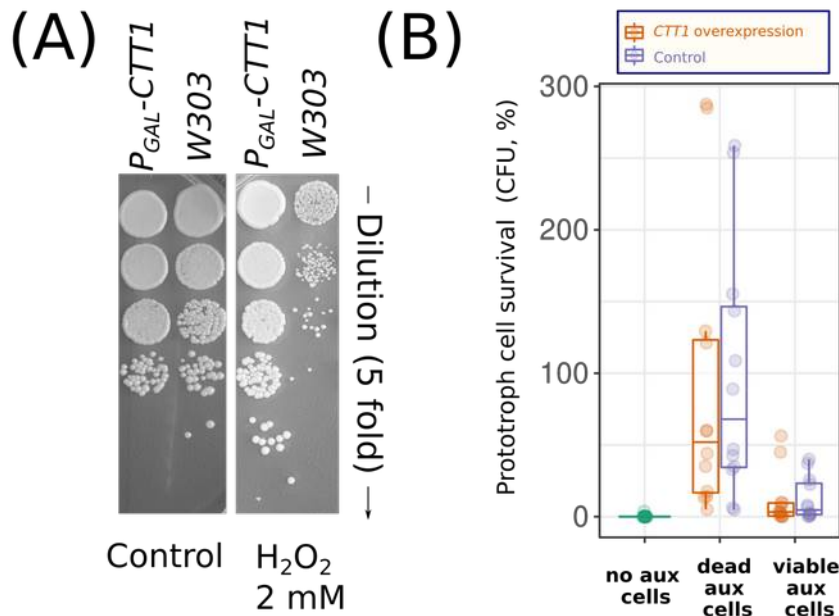 (A)
P_GAL-CTT1
W303
P_GAL-CTT1
W303
– Dilution (5 fold) →
Control
H₂O₂
2 mM
(B)
CTT1 overexpression
Control
Prototroph cell survival (CFU, %)
300
200
100
0
no aux
cells
dead
aux
cells
viable
aux
cells